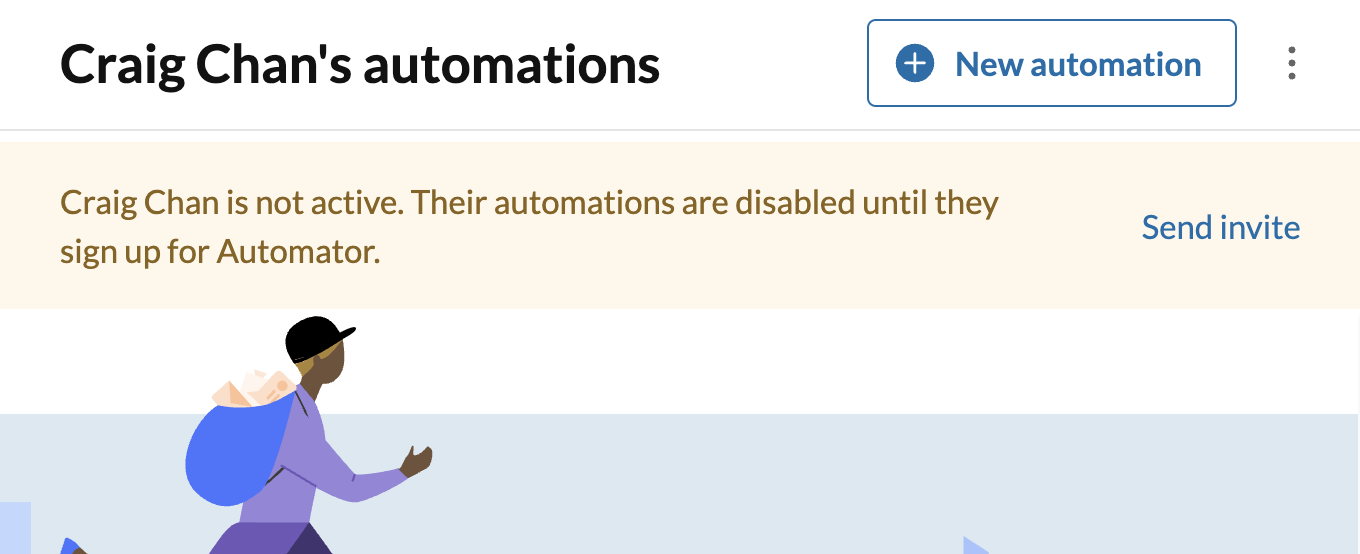 Craig Chan's automations
New automation
Craig Chan is not active. Their automations are disabled until they
sign up for Automator.
Send invite